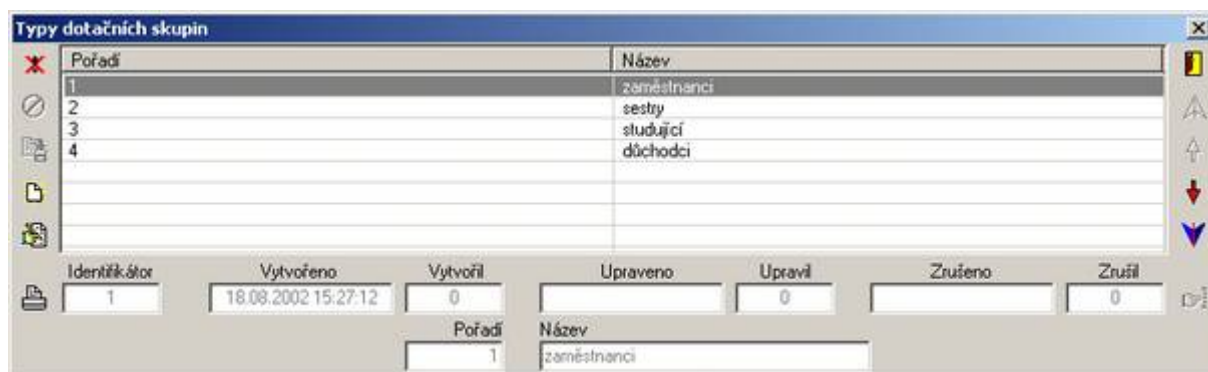 Typy dotačních skupin
Pořadí Název
1 zaměstnanci
2 sestry
3 studující
4 důchodci
Identifikátor Vytvořeno Vytvořil Upraveno Upravil Zrušeno Zrušil
1 18.08.2002 15:27:12 0 0 0
Pořadí Název
1 zaměstnanci